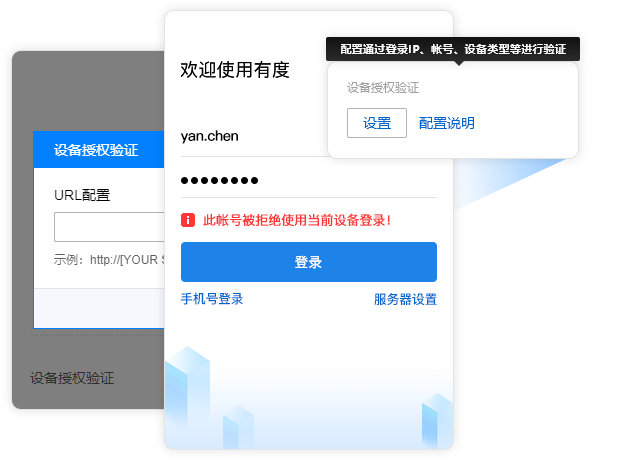 配置通过登录IP、帐号、设备类型等进行验证
设备授权验证
设置 配置说明
欢迎使用有度
yan.chen
此帐号被拒绝使用当前设备登录!
登录
手机号登录 服务器设置
设备授权验证
URL配置
示例: http://[YOUR S
设备授权验证